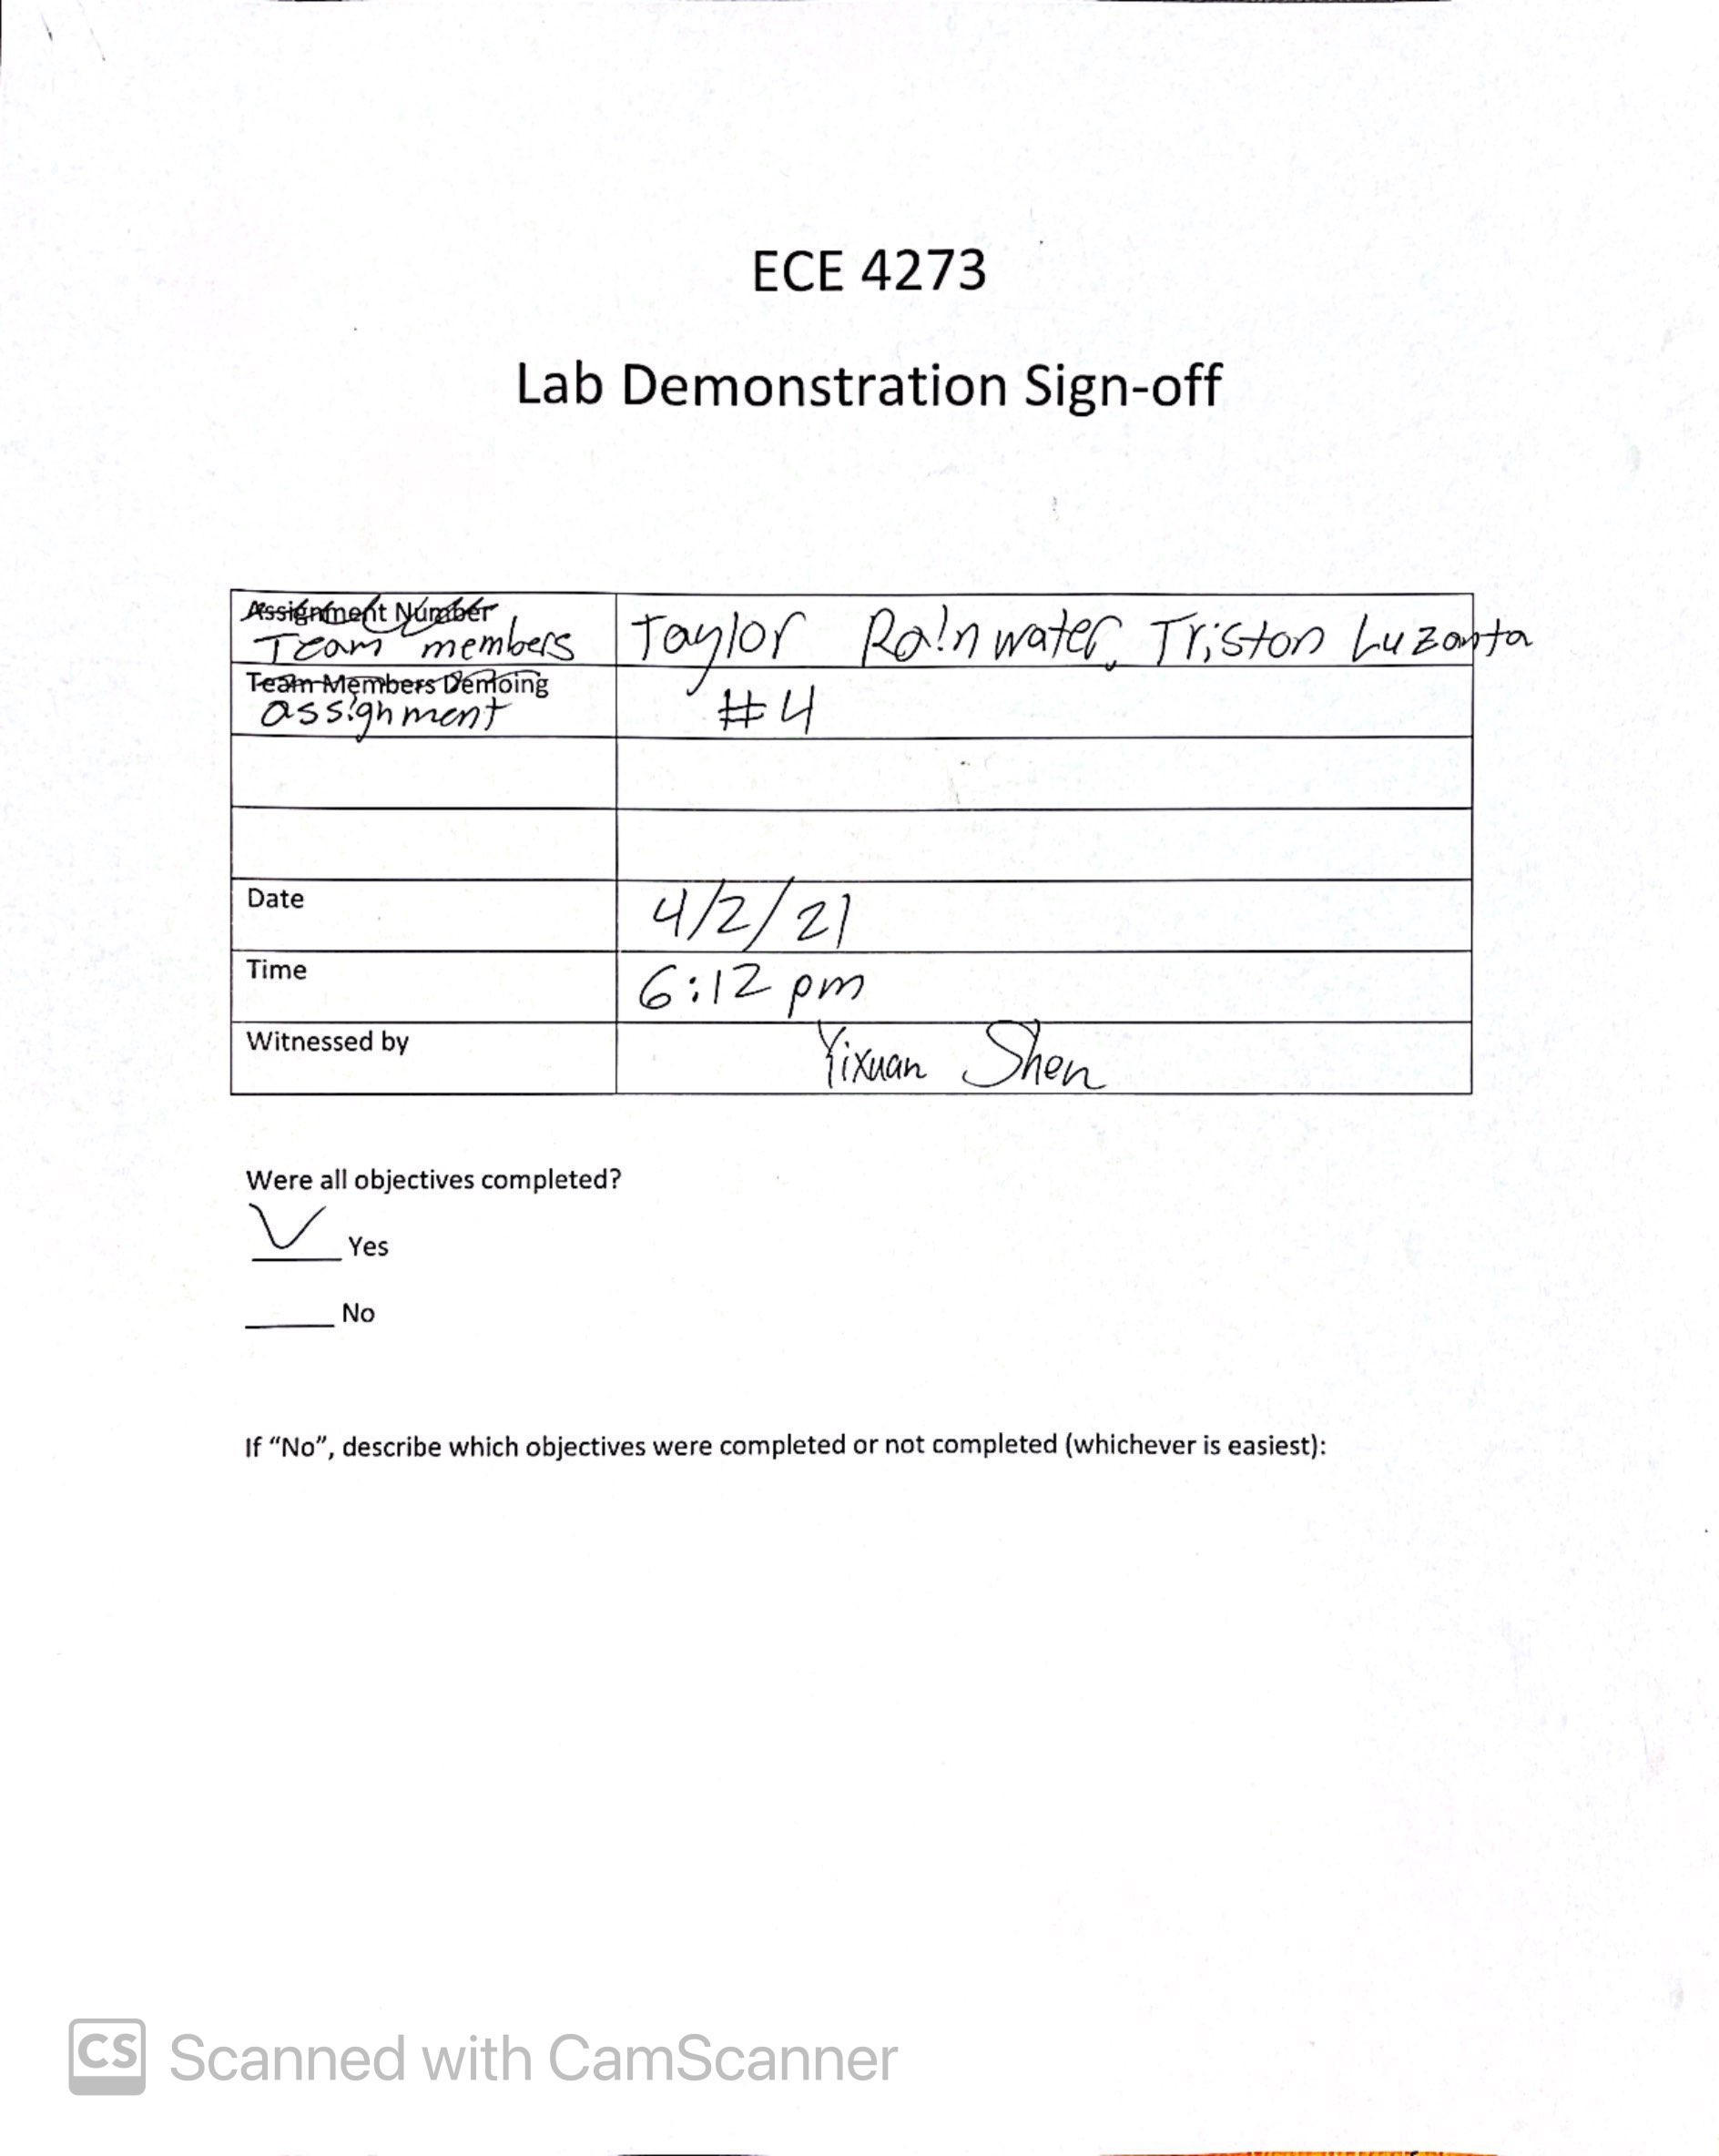 ECE 4273
Lab Demonstration Sign-off
Assignment Number
Team members
Taylor Rainwater, Triston Luzanta
Team Members Demoing
assignment
#4
Date
4/2/21
Time
6:12 pm
Witnessed by
Yixuan Shen
Were all objectives completed?
Yes
No
If “No”, describe which objectives were completed or not completed (whichever is easiest):
CS Scanned with CamScanner